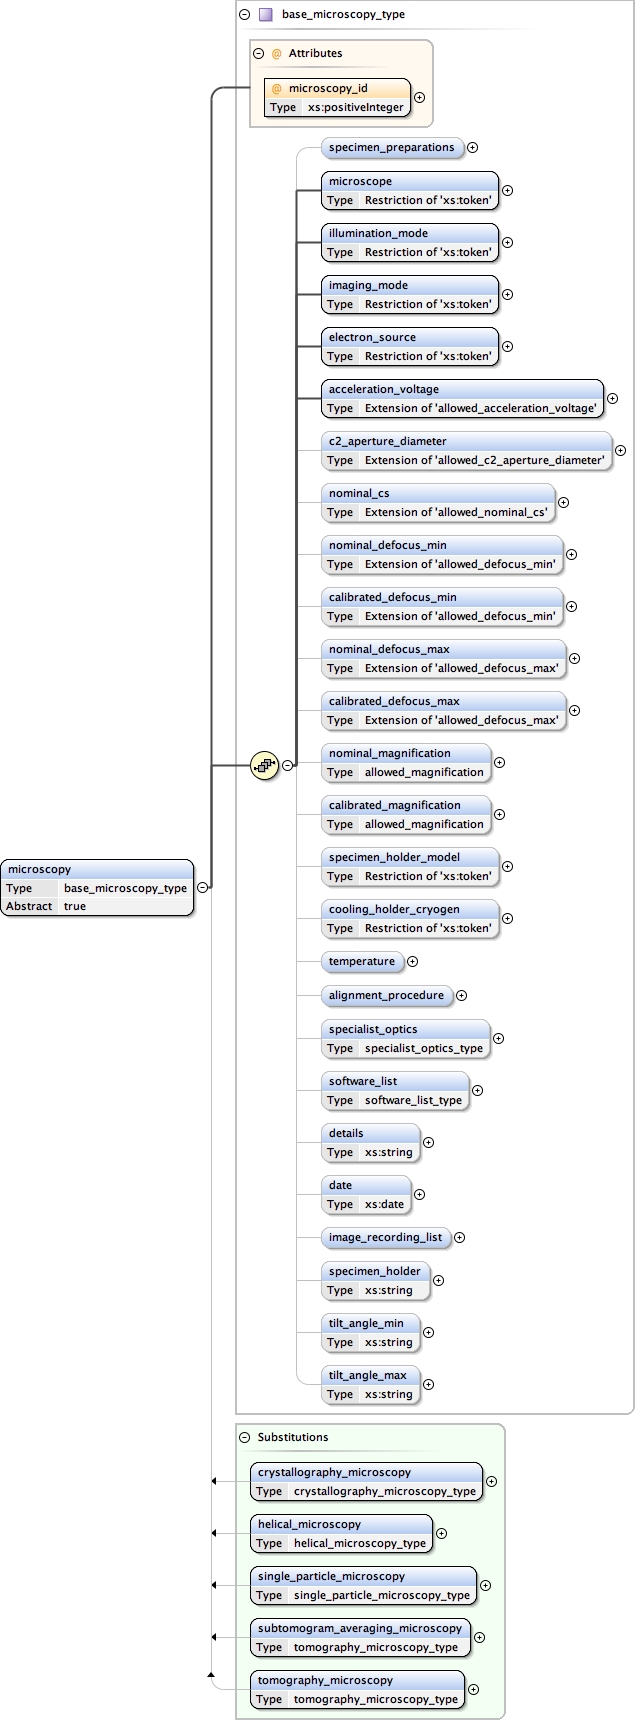 base_microscopy_type
@ Attributes
@ microscopy_id
Type xs:positiveInteger
specimen_preparations
microscope
Type Restriction of 'xs:token'
illumination_mode
Type Restriction of 'xs:token'
imaging_mode
Type Restriction of 'xs:token'
electron_source
Type Restriction of 'xs:token'
acceleration_voltage
Type Extension of 'allowed_acceleration_voltage'
c2_aperture_diameter
Type Extension of 'allowed_c2_aperture_diameter'
nominal_cs
Type Extension of 'allowed_nominal_cs'
nominal_defocus_min
Type Extension of 'allowed_defocus_min'
calibrated_defocus_min
Type Extension of 'allowed_defocus_min'
nominal_defocus_max
Type Extension of 'allowed_defocus_max'
calibrated_defocus_max
Type Extension of 'allowed_defocus_max'
nominal_magnification
Type allowed_magnification
calibrated_magnification
Type allowed_magnification
specimen_holder_model
Type Restriction of 'xs:token'
microscopy
Type base_microscopy_type
Abstract true
cooling_holder_cryogen
Type Restriction of 'xs:token'
temperature
alignment_procedure
specialist_optics
Type specialist_optics_type
software_list
Type software_list_type
details
Type xs:string
date
Type xs:date
image_recording_list
specimen_holder
Type xs:string
tilt_angle_min
Type xs:string
tilt_angle_max
Type xs:string
Substitutions
crystallography_microscopy
Type crystallography_microscopy_type
helical_microscopy
Type helical_microscopy_type
single_particle_microscopy
Type single_particle_microscopy_type
subtomogram_averaging_microscopy
Type tomography_microscopy_type
tomography_microscopy
Type tomography_microscopy_type